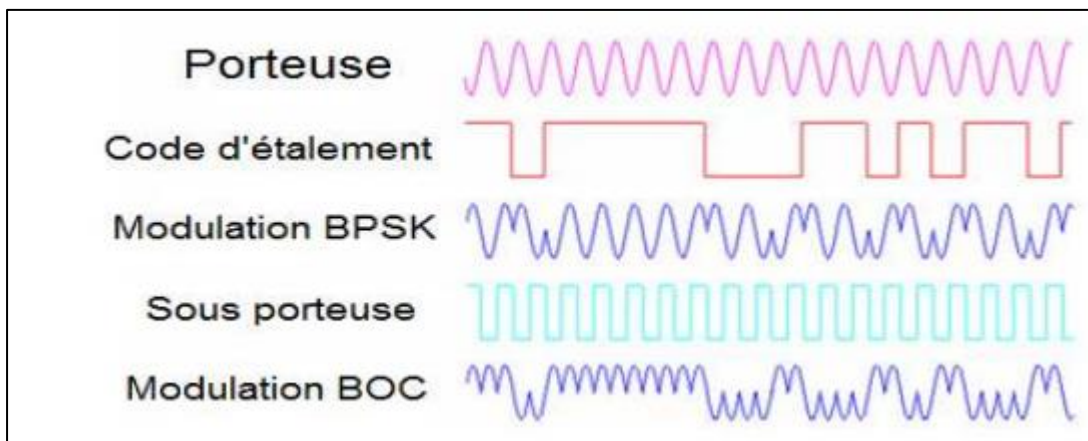 Porteuse
Code d'étalement
Modulation BPSK
Sous porteuse
Modulation BOC